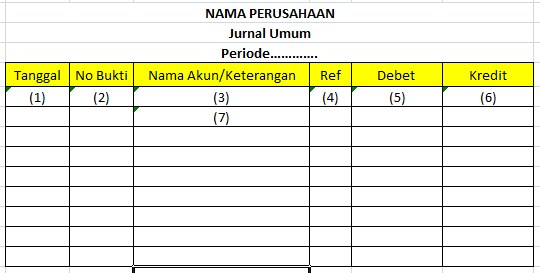 NAMA PERUSAHAAN
Jurnal Umum
Periode.............
Tanggal No Bukti Nama Akun/Keterangan Ref Debet Kredit
(1) (2) (3) (4) (5) (6)
(7)